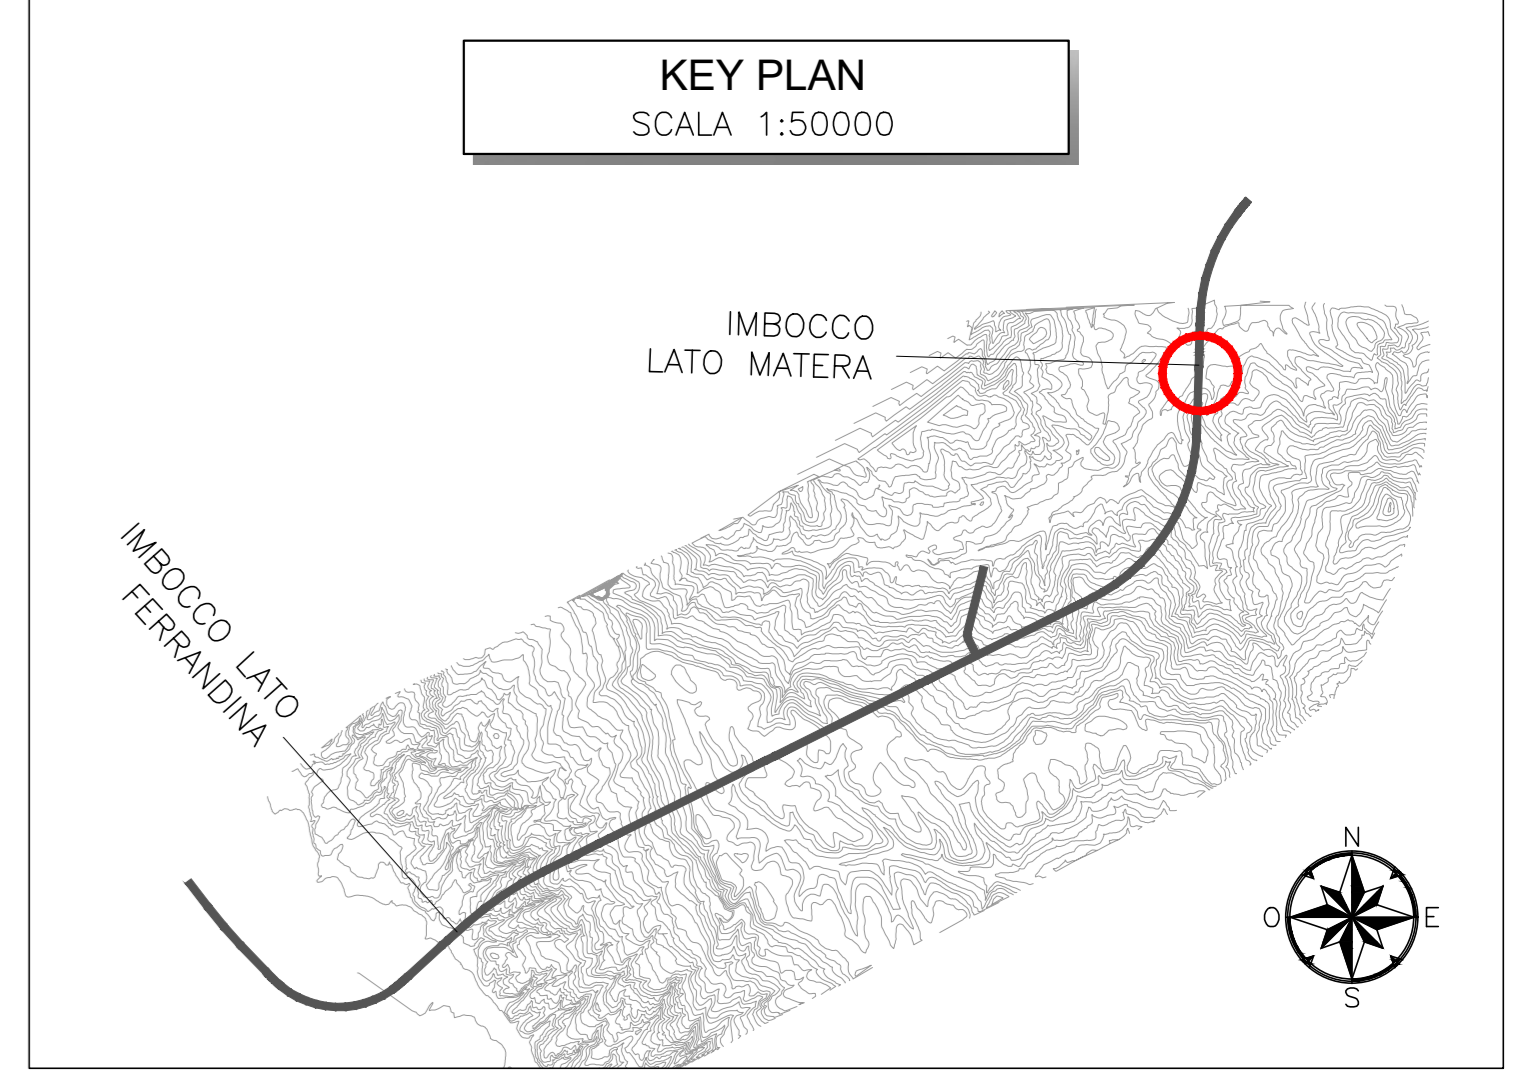 KEY PLAN
SCALA 1:50000
IMBOCCO
LATO MATERA
IMBOCCO LATO
FERRANDINA
N
O
E
S